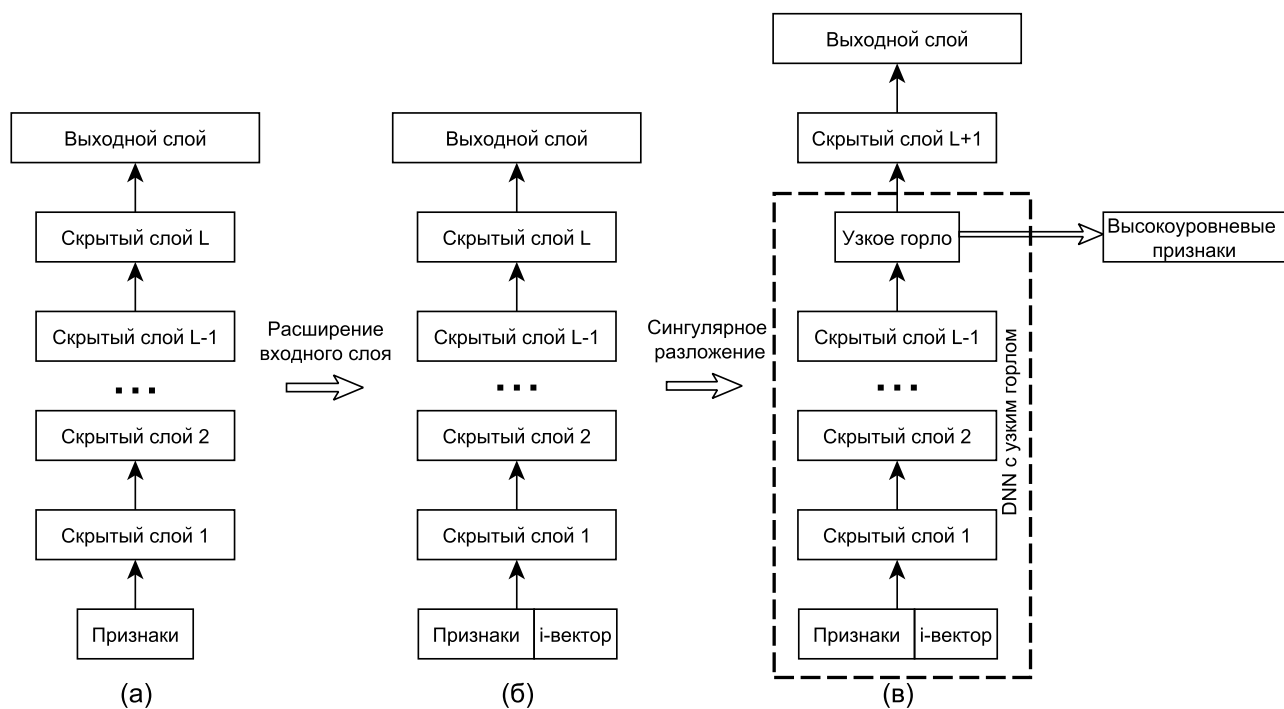 Выходной слой
Скрытый слой L
Скрытый слой L-1
...
Скрытый слой 2
Скрытый слой 1
Признаки
(а)
Расширение
входного слоя
Выходной слой
Скрытый слой L
Скрытый слой L-1
...
Скрытый слой 2
Скрытый слой 1
Признаки i-вектор
(б)
Сингулярное
разложение
Выходной слой
Скрытый слой L+1
Узкое горло
Скрытый слой L-1
...
Скрытый слой 2
Скрытый слой 1
Признаки i-вектор
(в)
DNN с узким горлом
Высокоуровневые
признаки